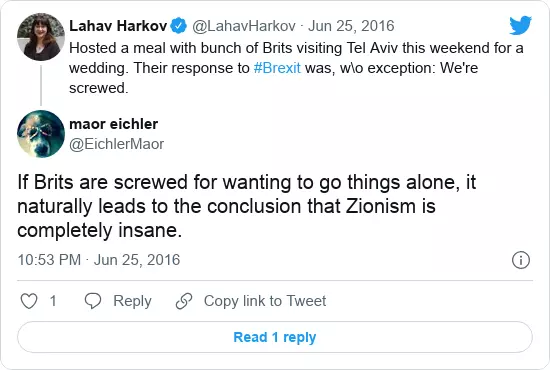 Lahav Harkov @LahavHarkov · Jun 25, 2016
Hosted a meal with bunch of Brits visiting Tel Aviv this weekend for a
wedding. Their response to #Brexit was, w\o exception: We're
screwed.
maor eichler
@EichlerMaor
If Brits are screwed for wanting to go things alone, it
naturally leads to the conclusion that Zionism is
completely insane.
10:53 PM · Jun 25, 2016
1 Reply Copy link to Tweet
Read 1 reply